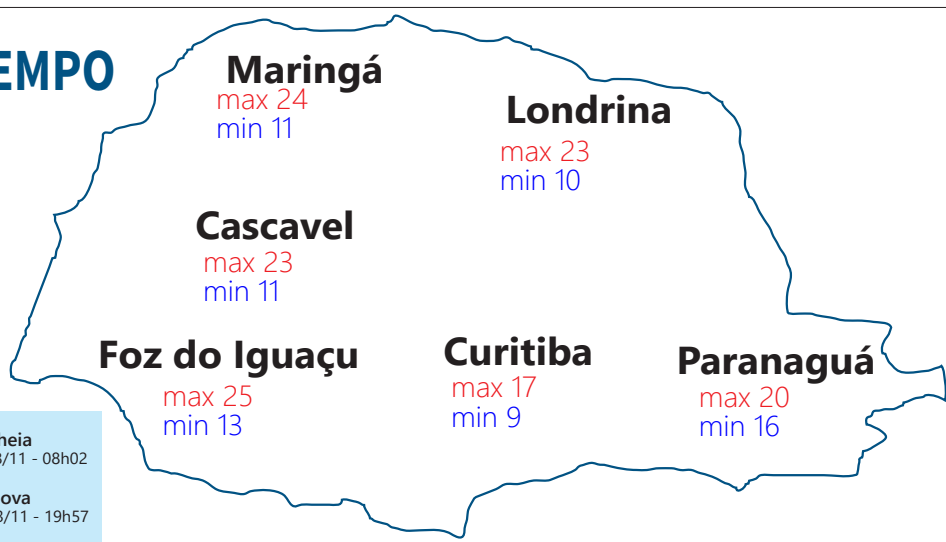 EMPO
Maringá
max 24
min 11
Londrina
max 23
min 10
Cascavel
max 23
min 11
Foz do Iguaçu
max 25
min 13
Curitiba
max 17
min 9
Paranaguá
max 20
min 16
heia
/11 - 08h02
ova
/11 - 19h57